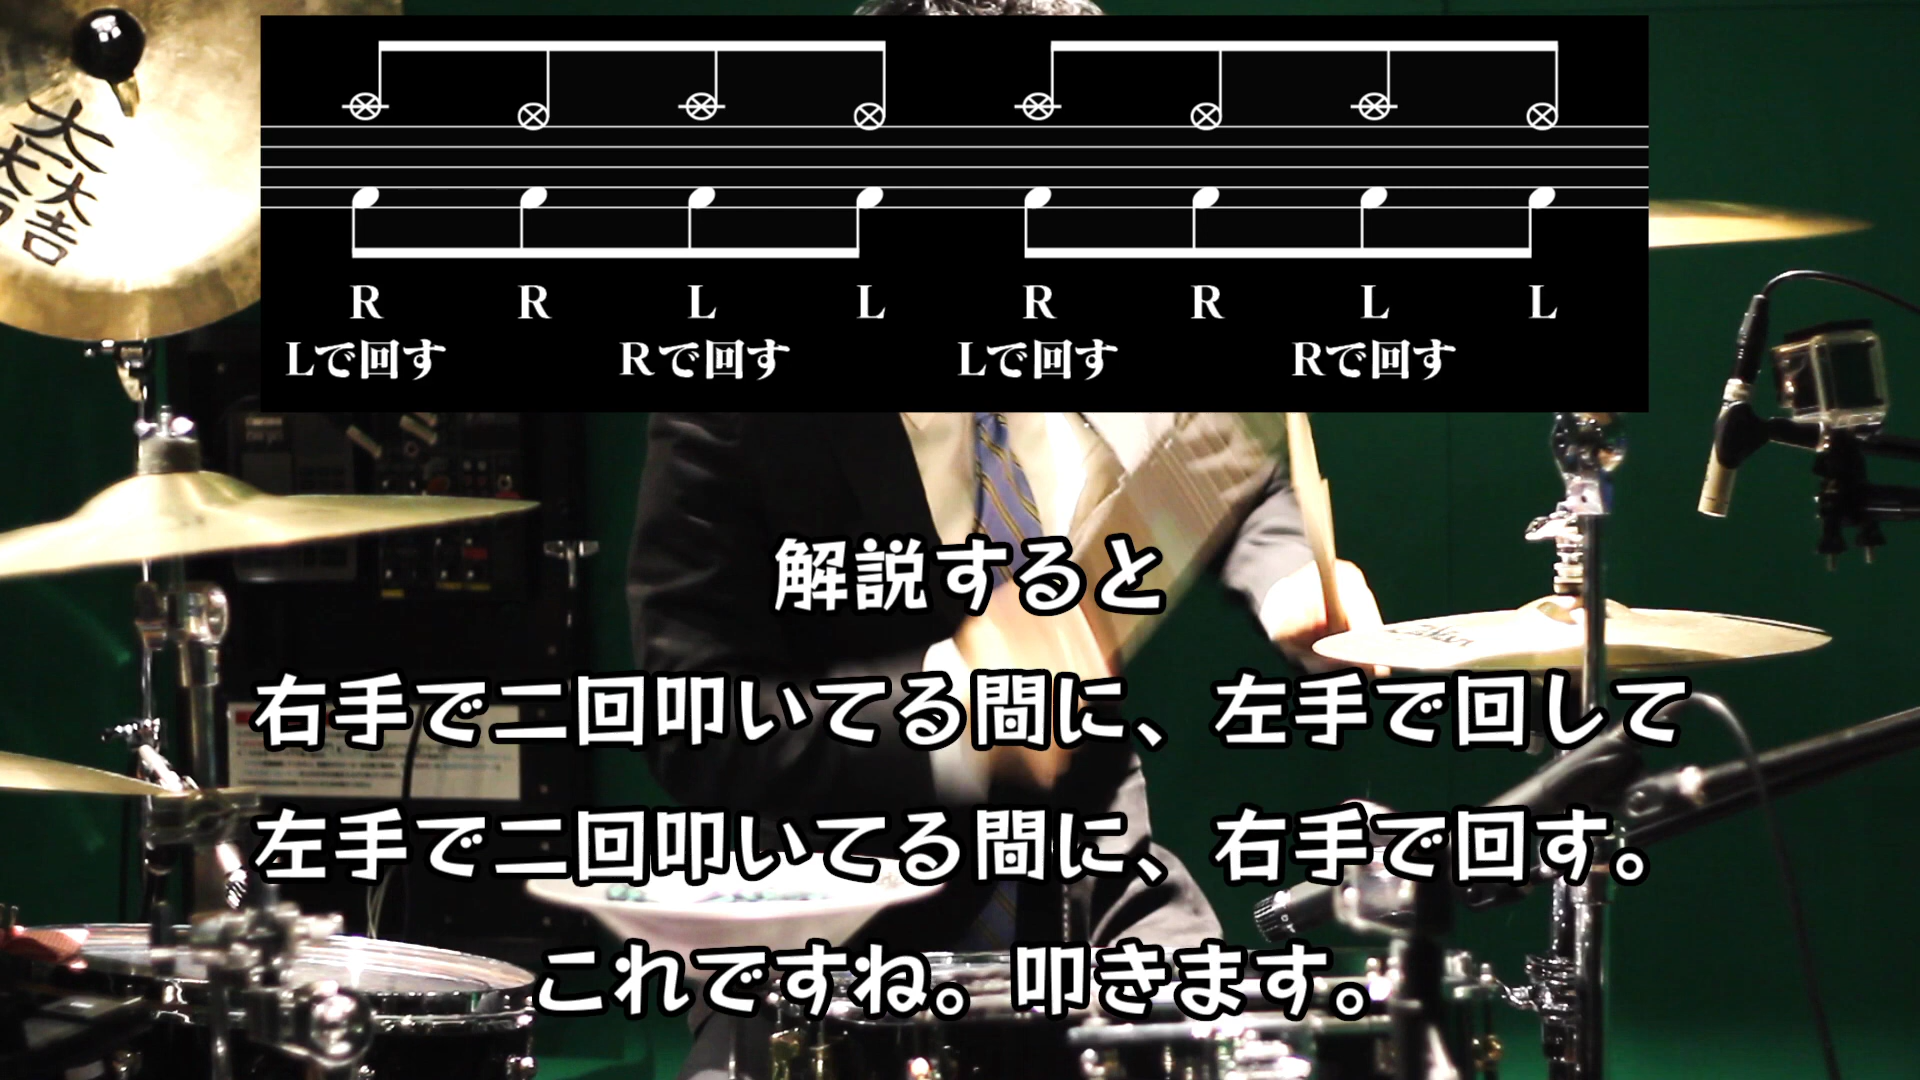 R R L L R R L L
Lで回す Rで回す Lで回す Rで回す
大大吉
解説すると
右手で二回叩いてる間に、左手で回して
左手で二回叩いてる間に、右手で回す。
これですね。叩きます。